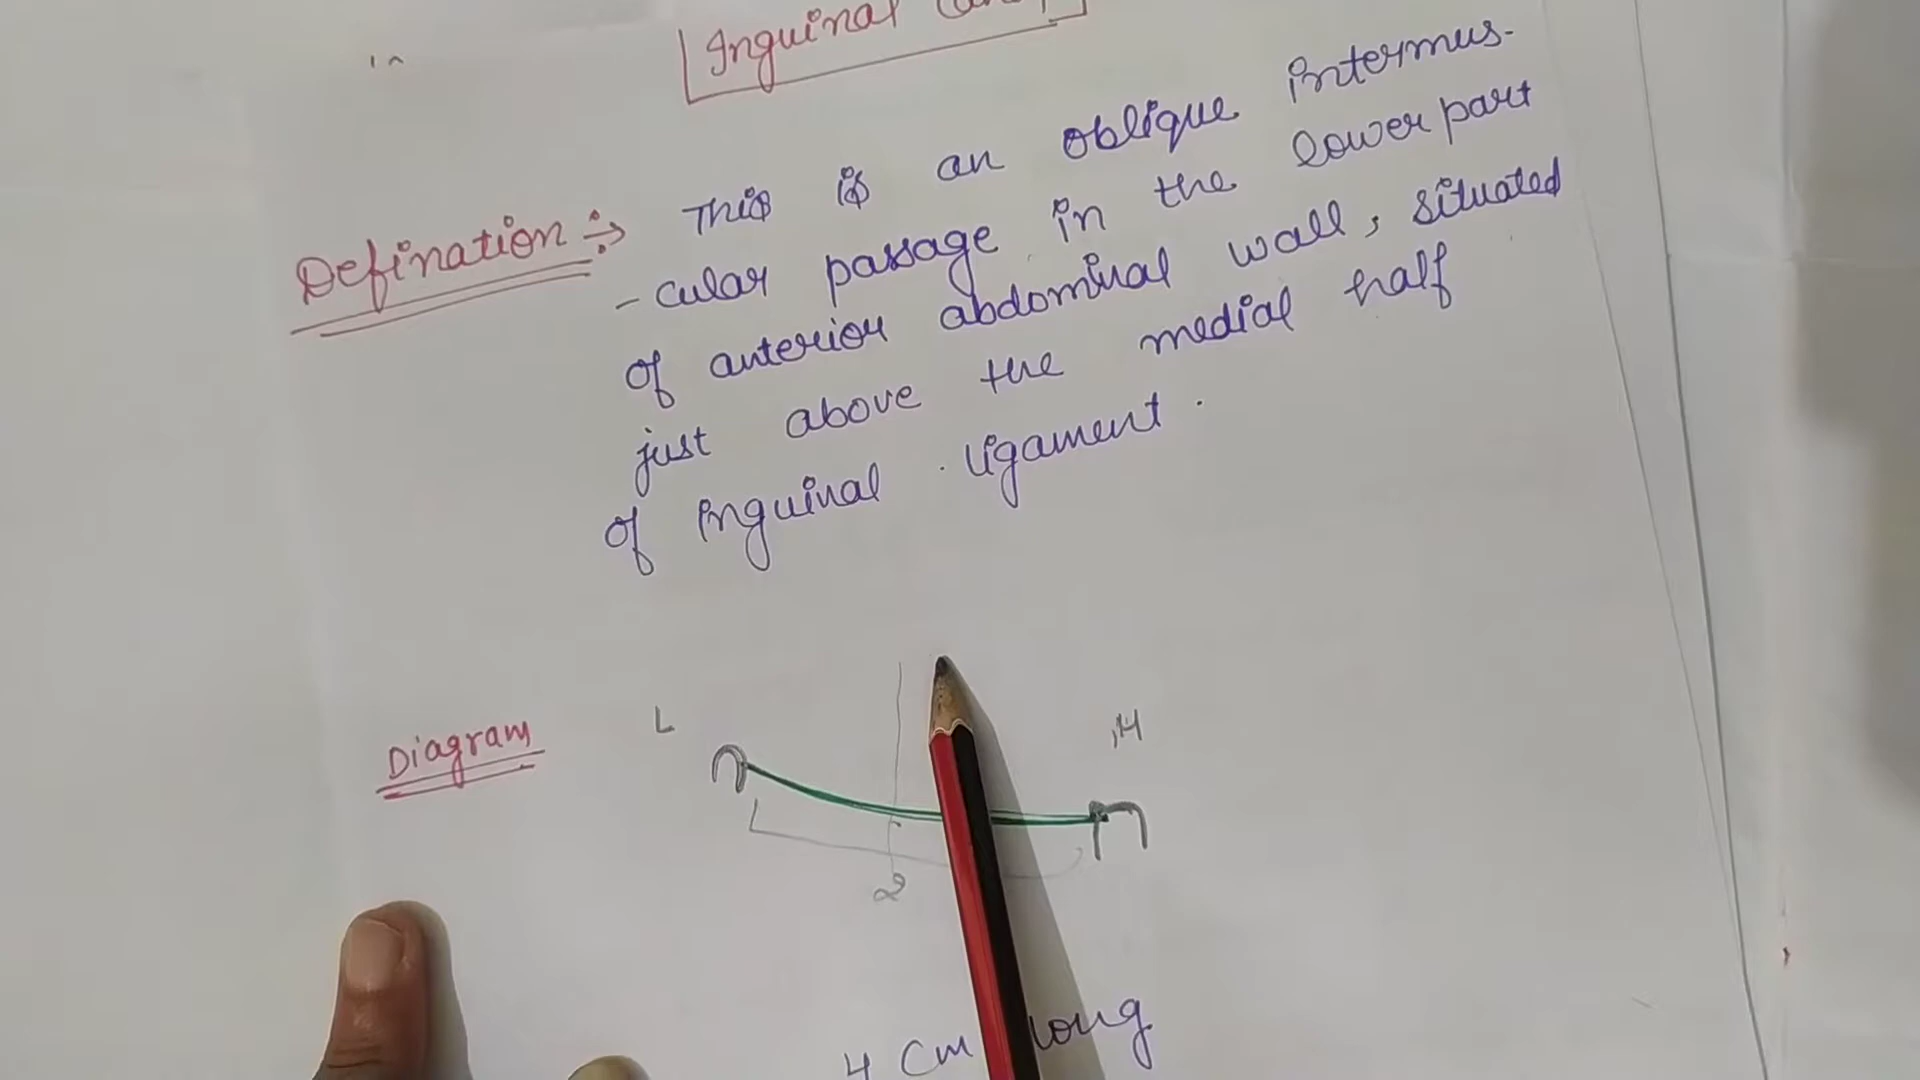 Inguinal
Defination :→ This is an oblique intermus-
- cular passage in the lower part
of anterior abdominal wall, situated
just above the medial half
of inguinal ligament.
Diagram
L
M
2
4 Cm long